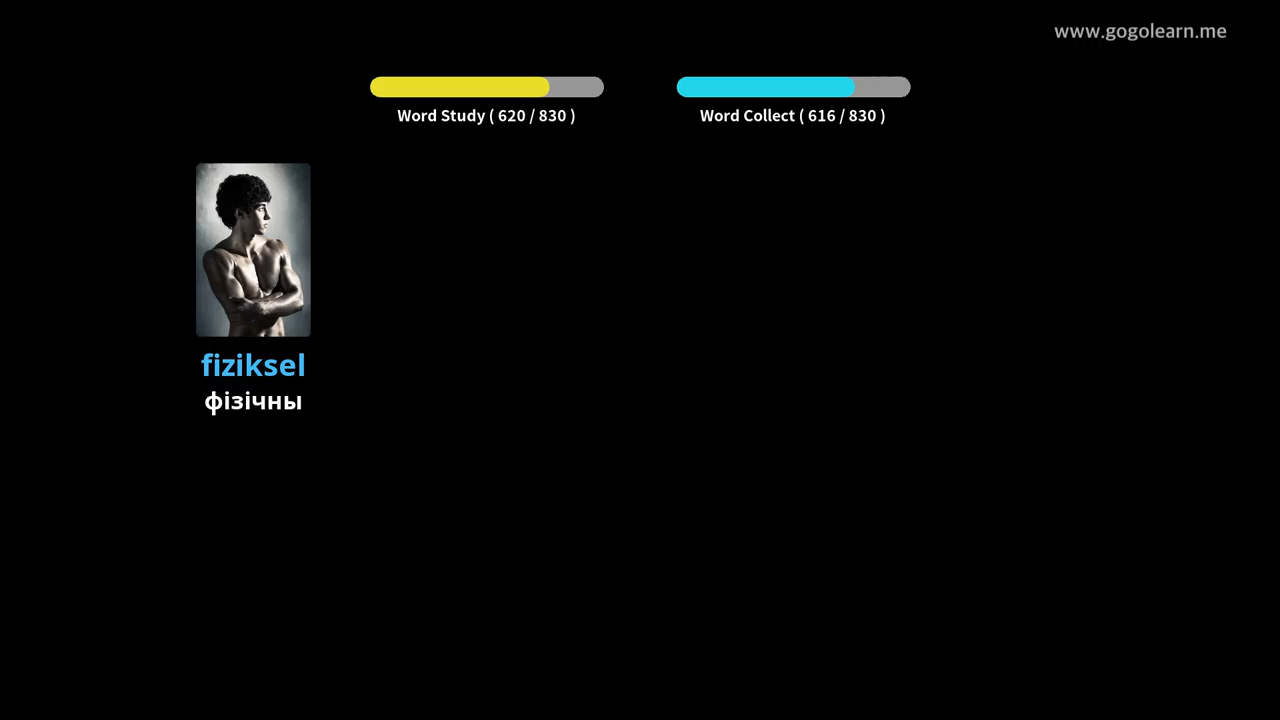 www.gogolearn.me
Word Study ( 620 / 830 )
Word Collect ( 616 / 830 )
fiziksel
фізічны